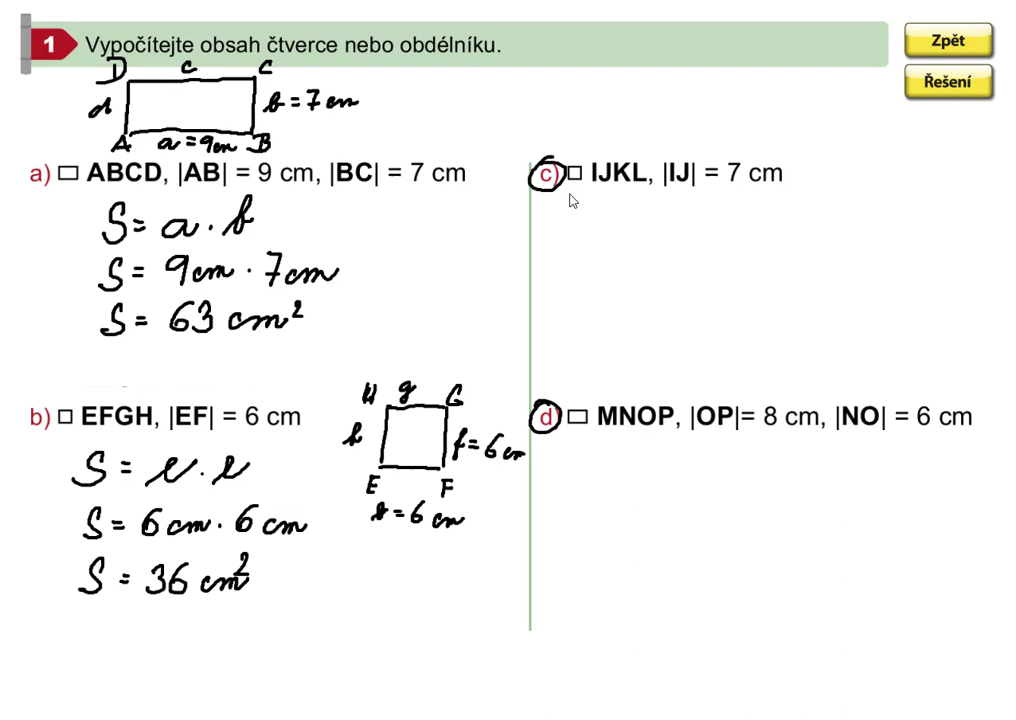 1 Vypočítejte obsah čtverce nebo obdélníku.
Zpět
Řešení
D c C
d b = 7 cm
A a = 9 cm B
a) □ ABCD, |AB| = 9 cm, |BC| = 7 cm
S = a · b
S = 9 cm · 7 cm
S = 63 cm²
b) □ EFGH, |EF| = 6 cm
H g G
h f = 6 cm
E F
e = 6 cm
S = e · e
S = 6 cm · 6 cm
S = 36 cm²
c) □ IJKL, |IJ| = 7 cm
d) □ MNOP, |OP|= 8 cm, |NO| = 6 cm